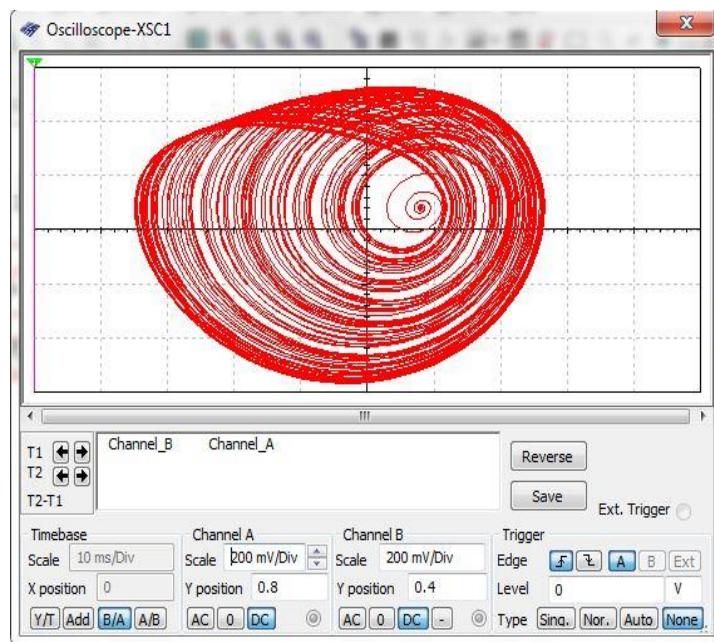 Oscilloscope-XSC1
T1
T2
T2-T1
Channel_B Channel_A
Reverse
Save
Ext. Trigger
Timebase
Scale 10 ms/Div
X position 0
Y/T Add B/A A/B
Channel A
Scale 200 mV/Div
Y position 0.8
AC 0 DC
Channel B
Scale 200 mV/Div
Y position 0.4
AC 0 DC -
Trigger
Edge A B Ext
Level 0 V
Type Sing. Nor. Auto None